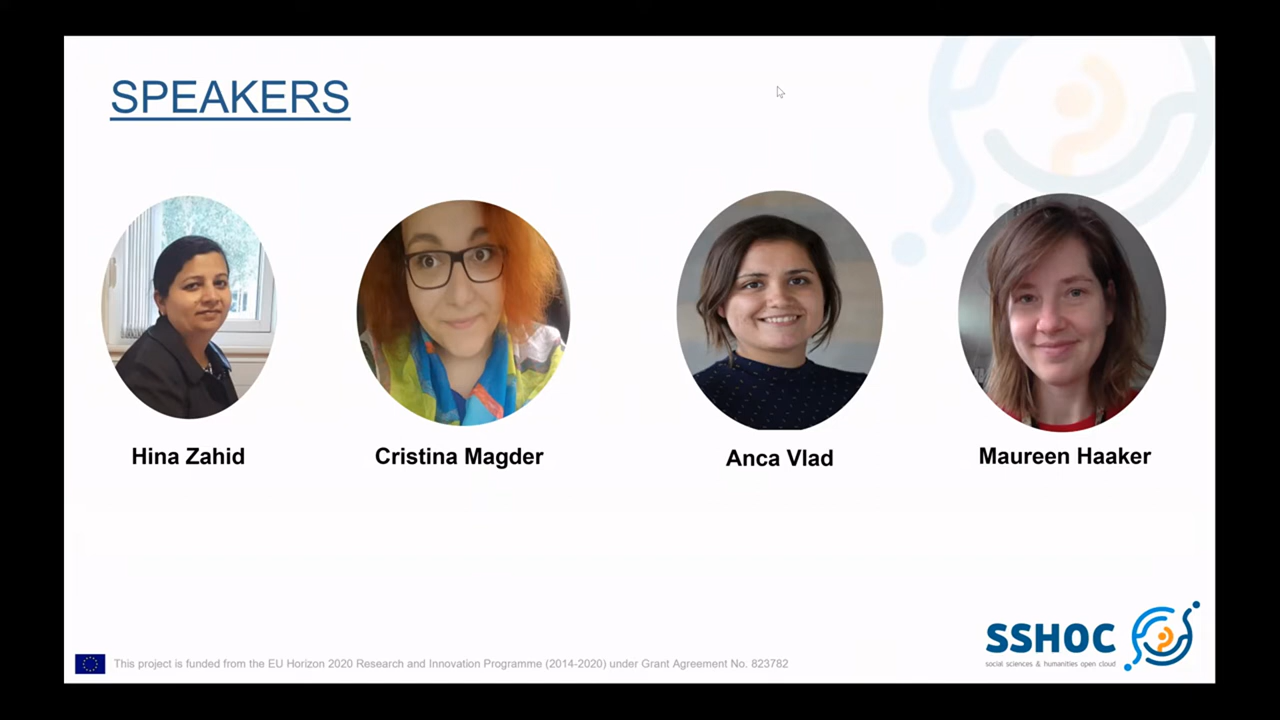 SPEAKERS
Hina Zahid
Cristina Magder
Anca Vlad
Maureen Haaker
SSHOC
social sciences & humanities open cloud
This project is funded from the EU Horizon 2020 Research and Innovation Programme (2014-2020) under Grant Agreement No. 823782